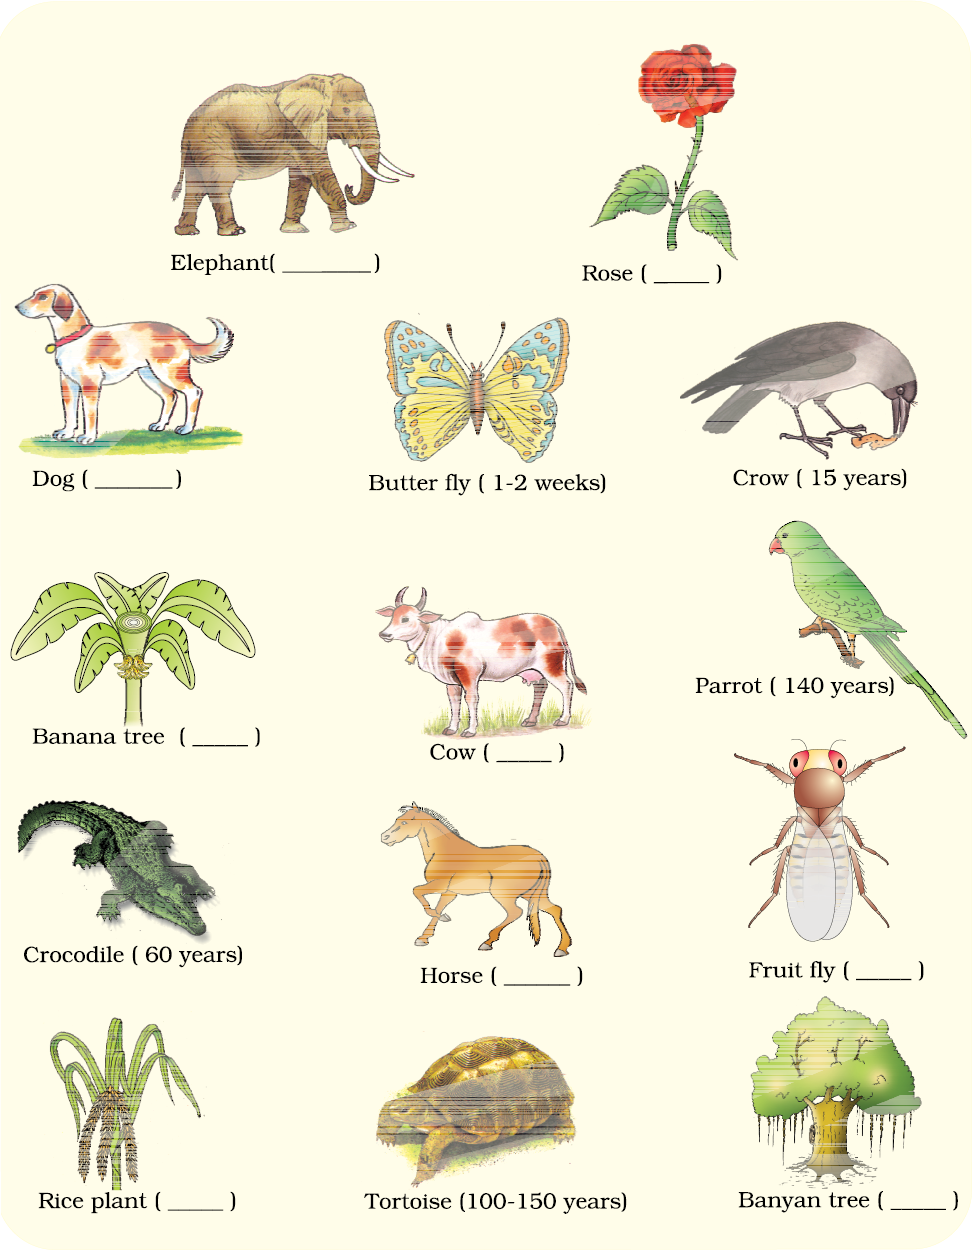 Elephant( ________ )
Rose ( _____ )
Dog ( _______ )
Butter fly ( 1-2 weeks)
Crow ( 15 years)
Parrot ( 140 years)
Banana tree ( _____ )
Cow ( _____ )
Crocodile ( 60 years)
Horse ( ______ )
Fruit fly ( _____ )
Rice plant ( _____ )
Tortoise (100-150 years)
Banyan tree ( _____ )